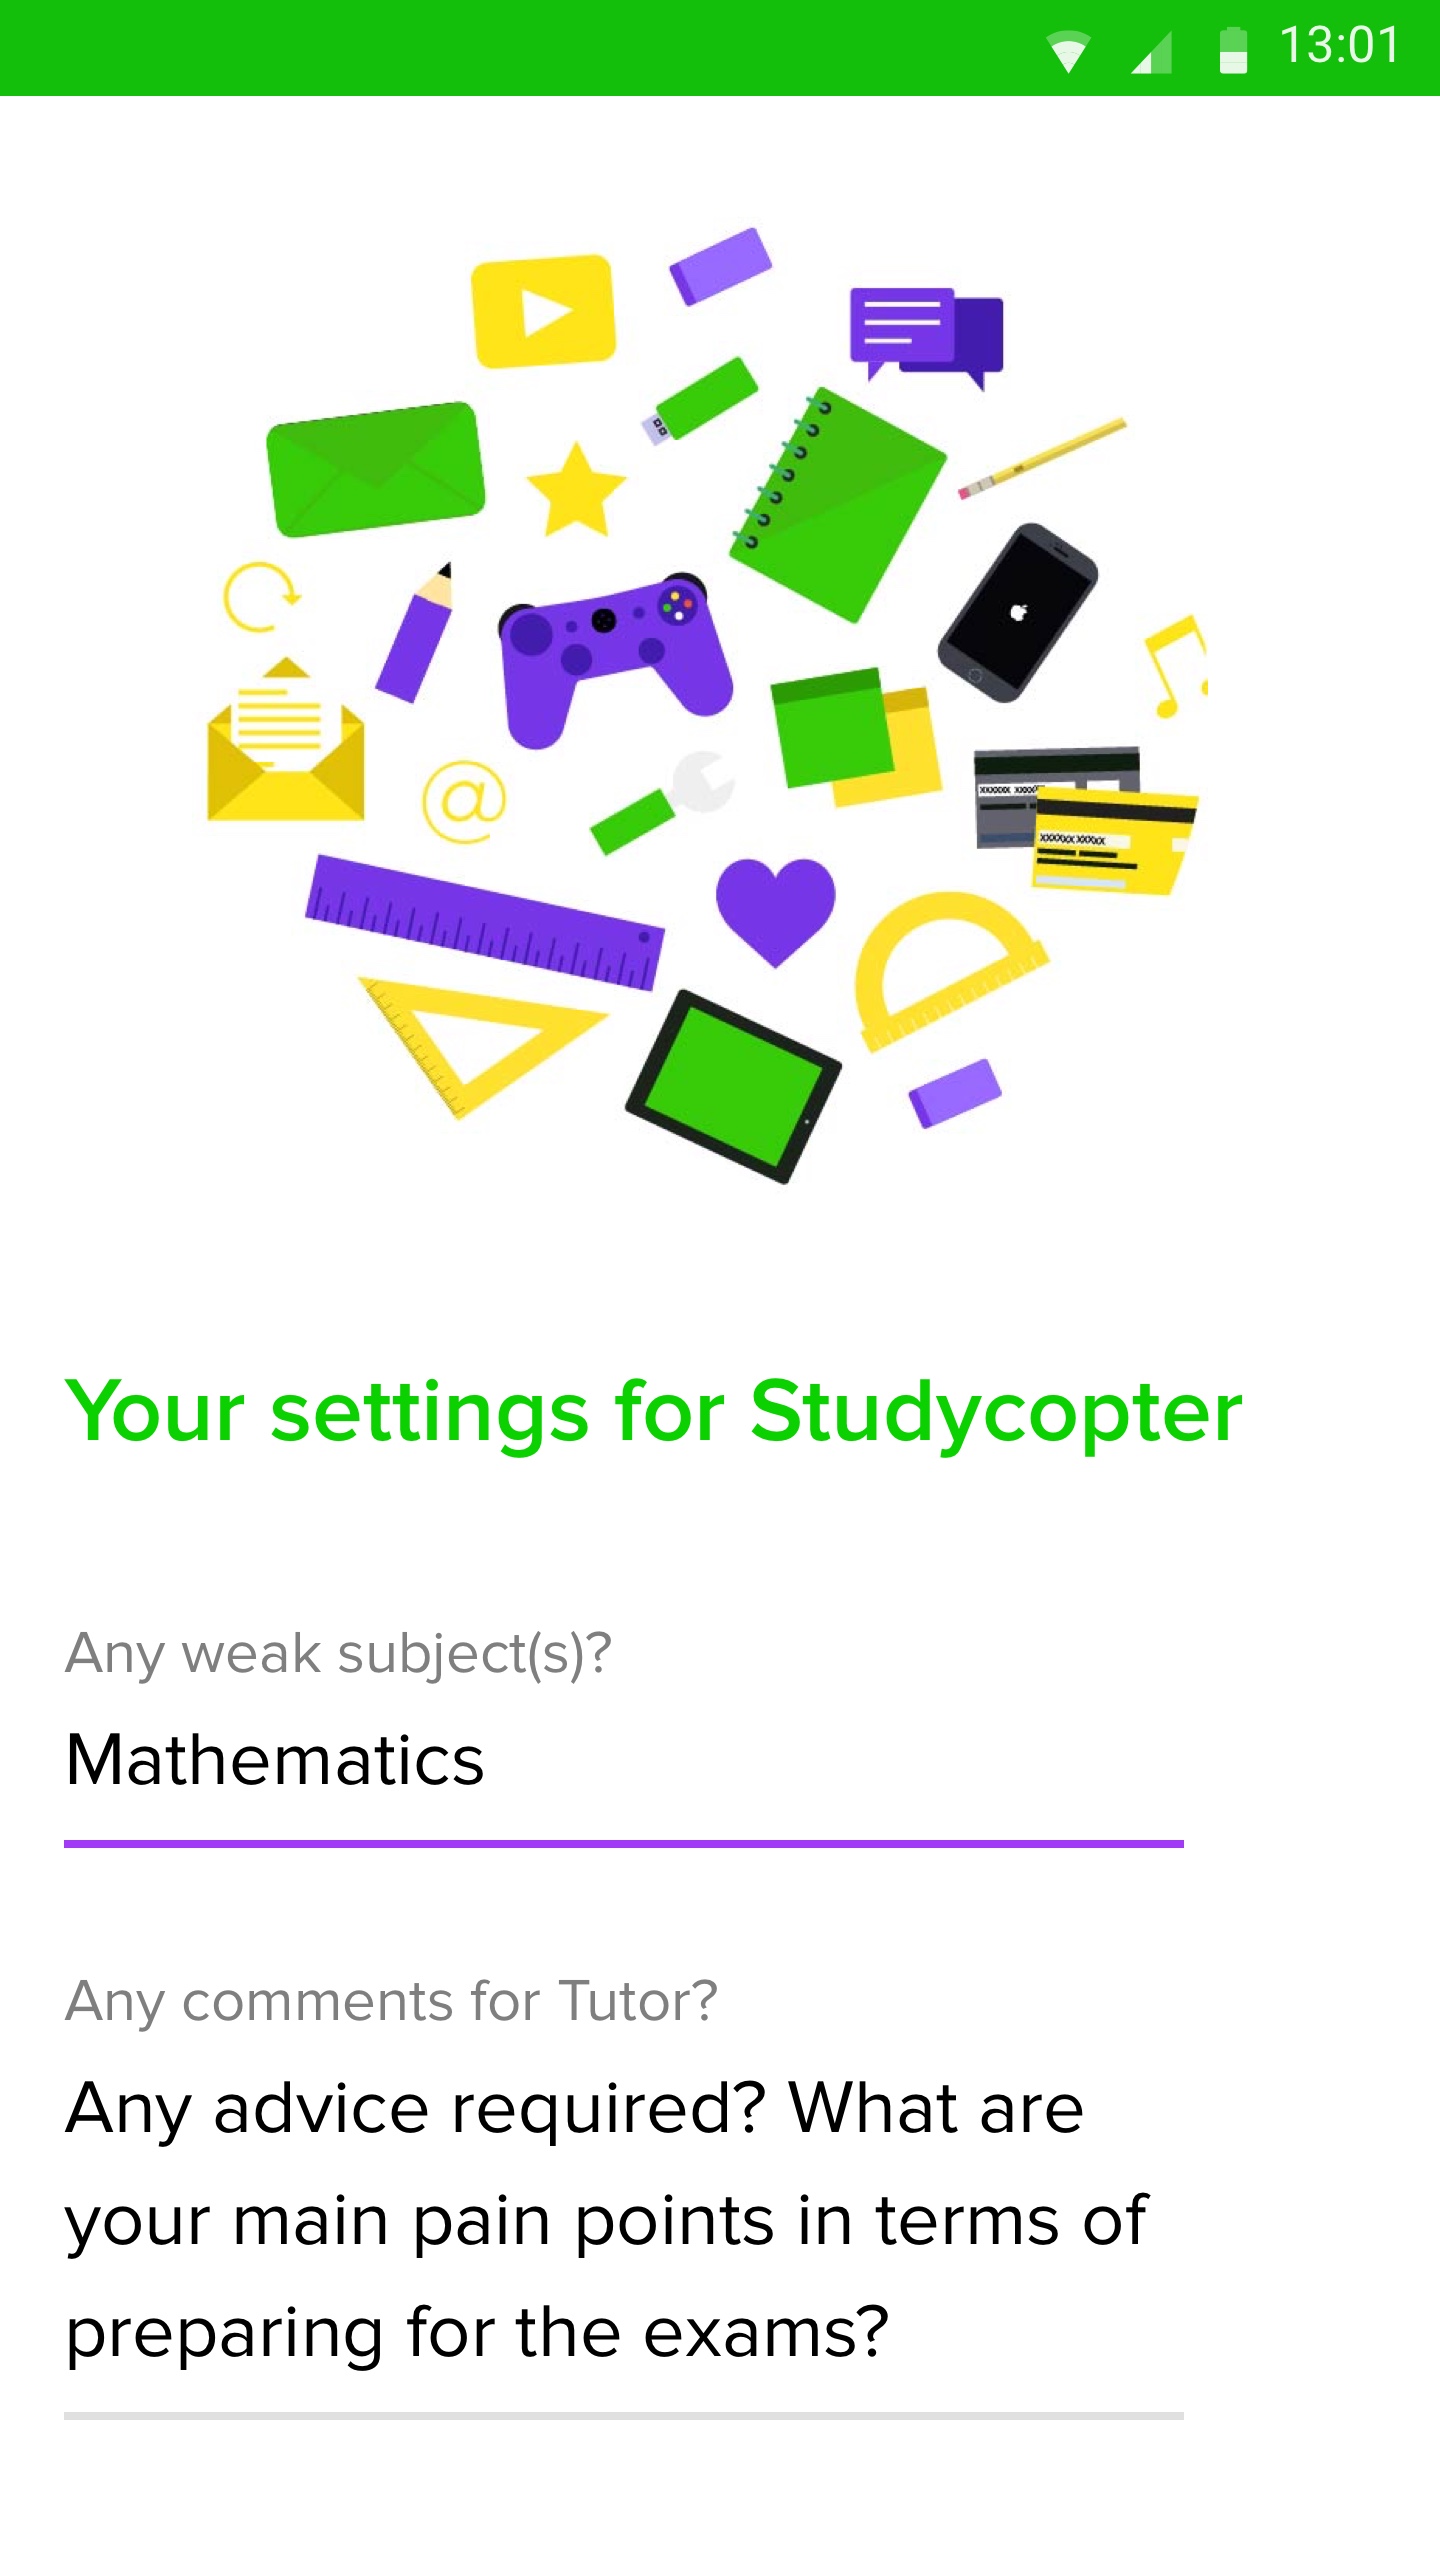 13:01
@
XXXXXX XXXX
XXXXXX XXXXX
Your settings for Studycopter
Any weak subject(s)?
Mathematics
Any comments for Tutor?
Any advice required? What are
your main pain points in terms of
preparing for the exams?